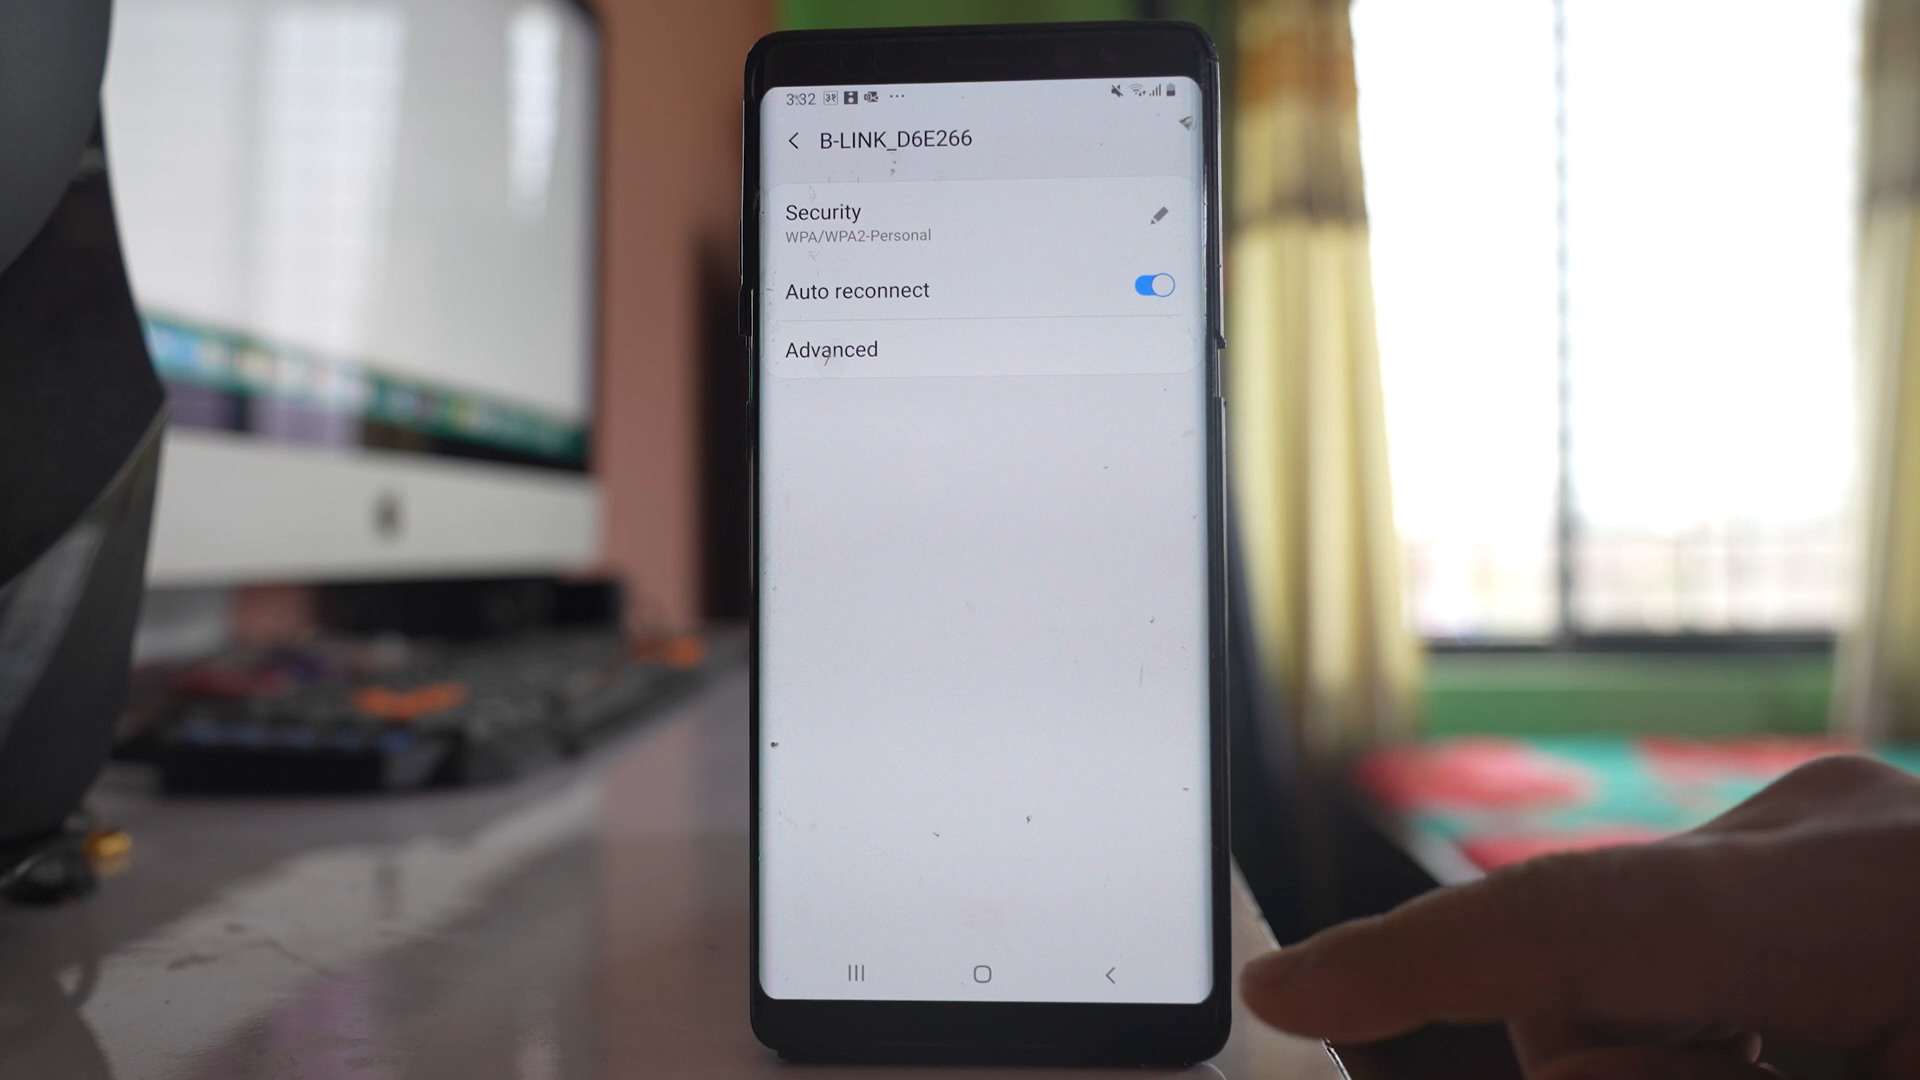 3:32
B-LINK_D6E266
Security
WPA/WPA2-Personal
Auto reconnect
Advanced